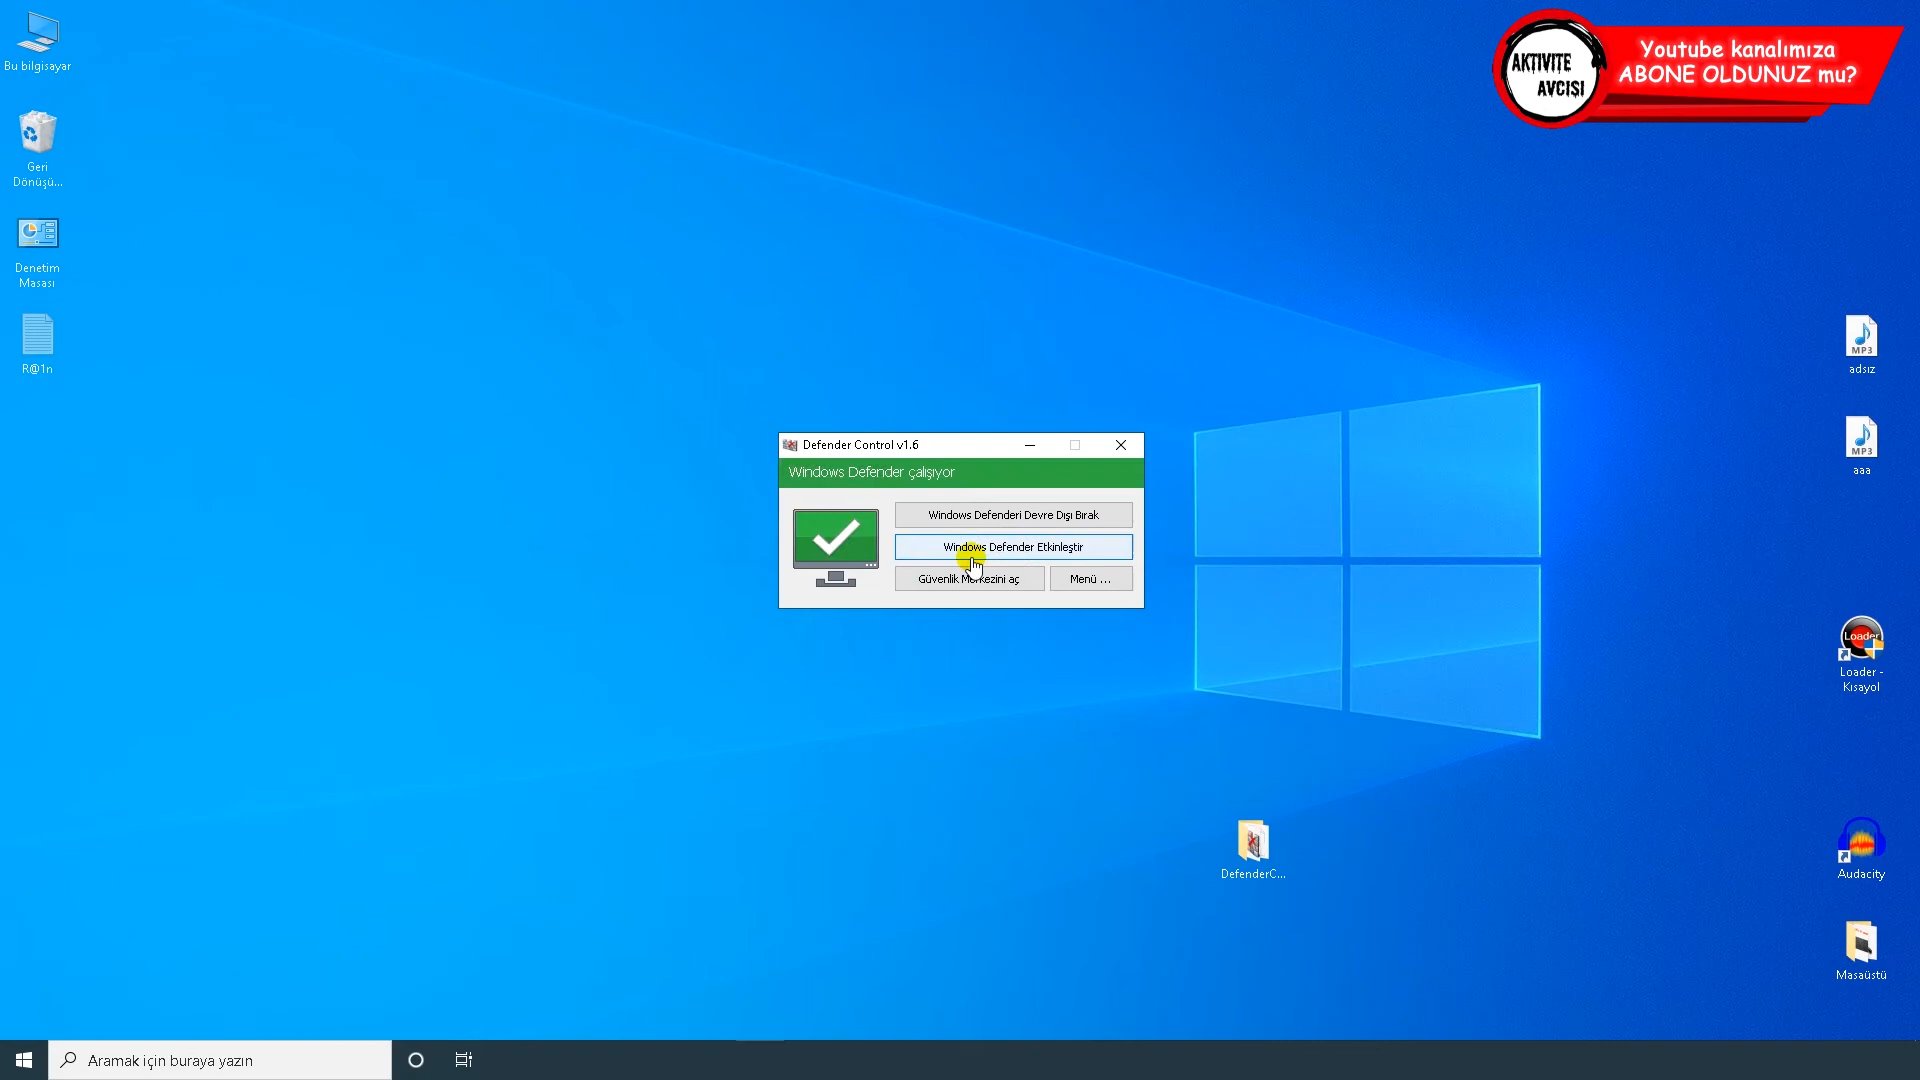 Bu bilgisayar
Geri
Dönüşü...
Denetim
Masası
R@1n
AKTIVITE
AVCIŞI
Youtube kanalımıza
ABONE OLDUNUZ mu?
Defender Control v1.6
Windows Defender çalışıyor
Windows Defenderi Devre Dışı Bırak
Windows Defender Etkinleştir
Güvenlik Merkezini aç
Menü ...
MP3
adsız
MP3
aaa
Loader
Loader -
Kısayol
DefenderC...
Audacity
Masaüstü
Aramak için buraya yazın